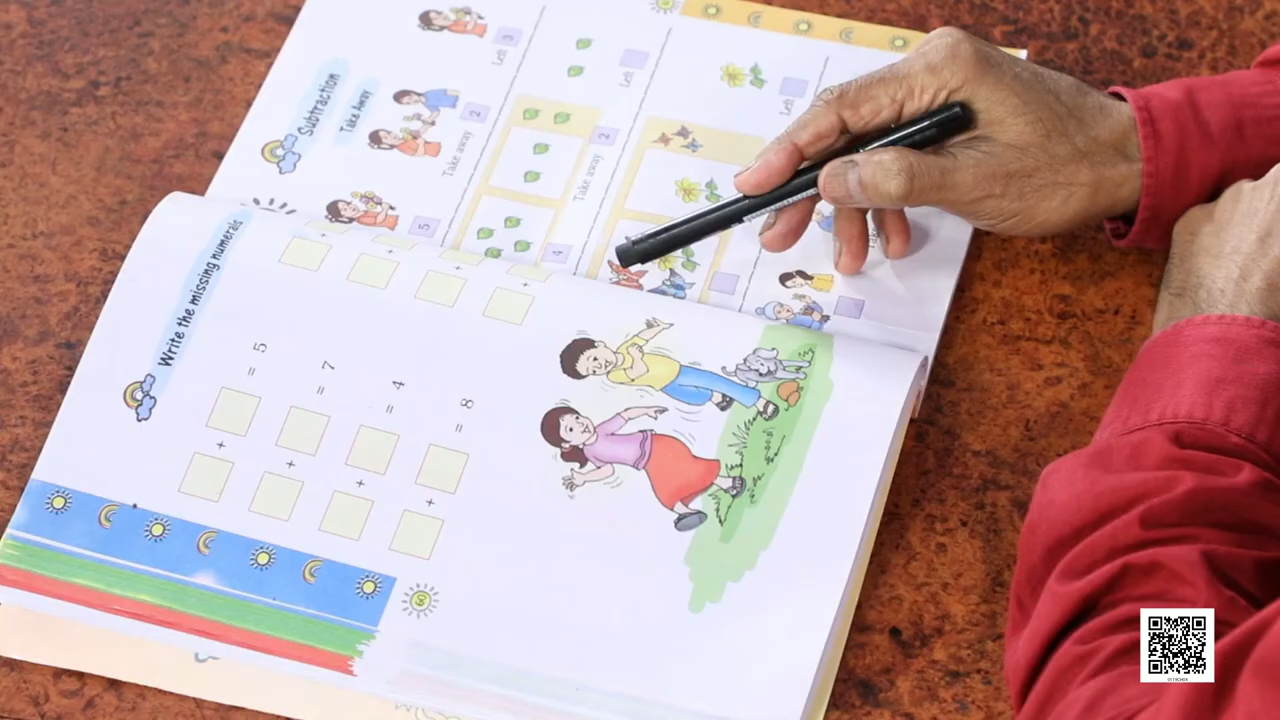 Subtraction
Take Away
5
Take away 2
Left 3
4
Take away 2
Left
Left
Write the missing numerals
+
+
+
+
+ = 5
+ = 7
+ = 4
+ = 8
60